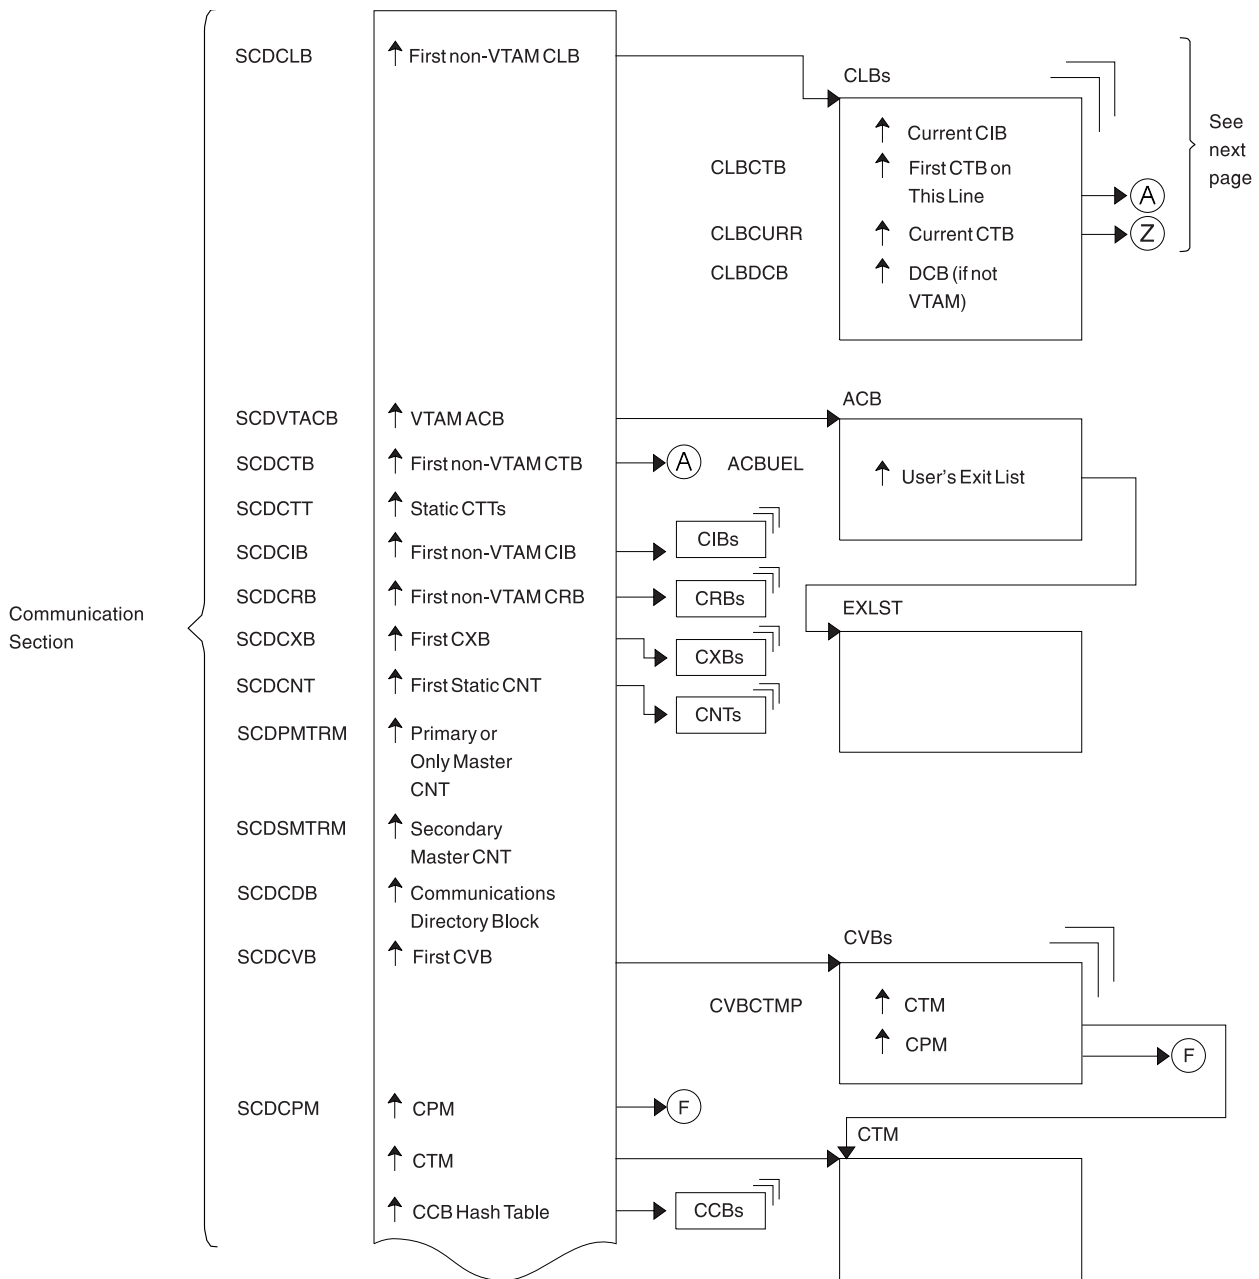 SCDCLB
First non-VTAM CLB
CLBs
Current CIB
CLBCTB
First CTB on
This Line
A
CLBCURR
Current CTB
Z
CLBDCB
DCB (if not
VTAM)
See
next
page
SCDVTACB
VTAM ACB
ACB
SCDCTB
First non-VTAM CTB
A
ACBUEL
User's Exit List
SCDCTT
Static CTTs
SCDCIB
First non-VTAM CIB
CIBs
SCDCRB
First non-VTAM CRB
CRBs
EXLST
Communication
Section
SCDCXB
First CXB
CXBs
SCDCNT
First Static CNT
CNTs
SCDPMTRM
Primary or
Only Master
CNT
SCDSMTRM
Secondary
Master CNT
SCDCDB
Communications
Directory Block
SCDCVB
First CVB
CVBs
CVBCTMP
CTM
CPM
F
SCDCPM
CPM
F
CTM
CTM
CCB Hash Table
CCBs